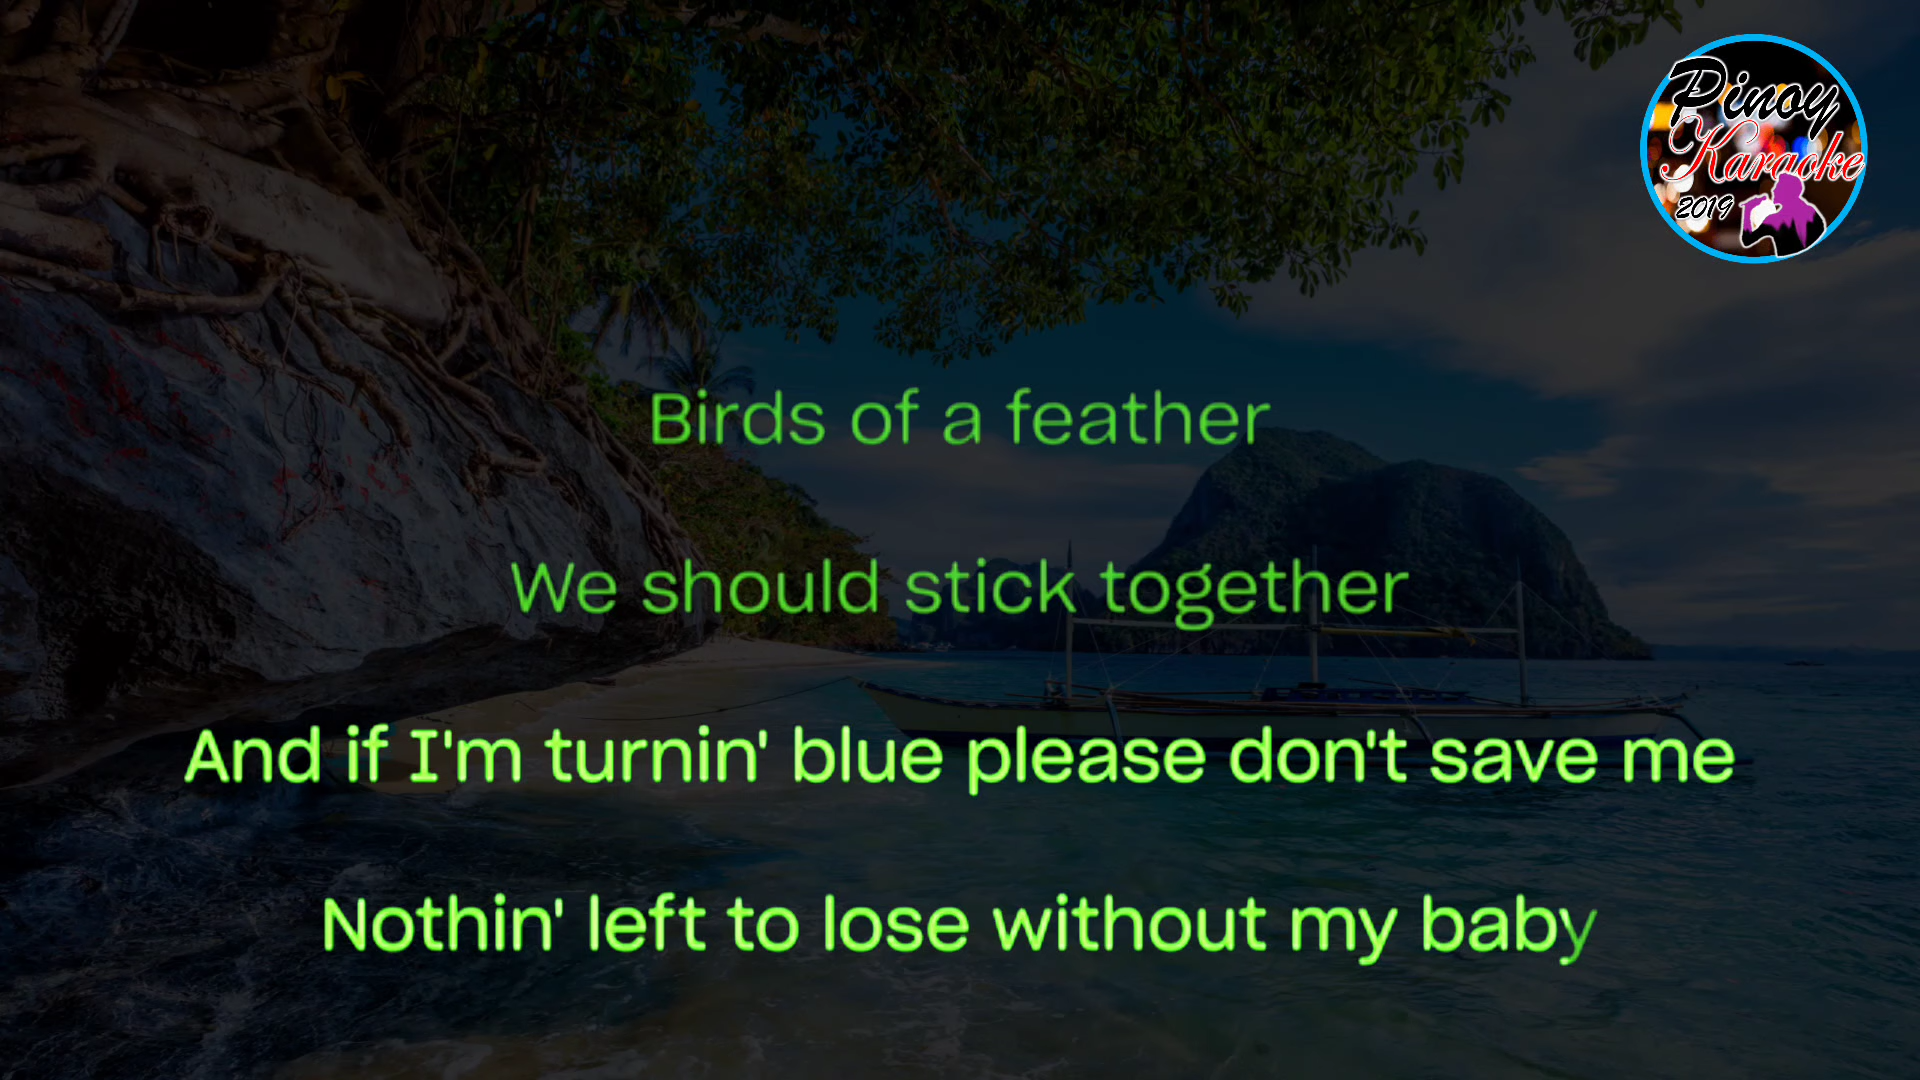 Pinoy
Karaoke
2019
Birds of a feather
We should stick together
And if I'm turnin' blue please don't save me
Nothin' left to lose without my baby